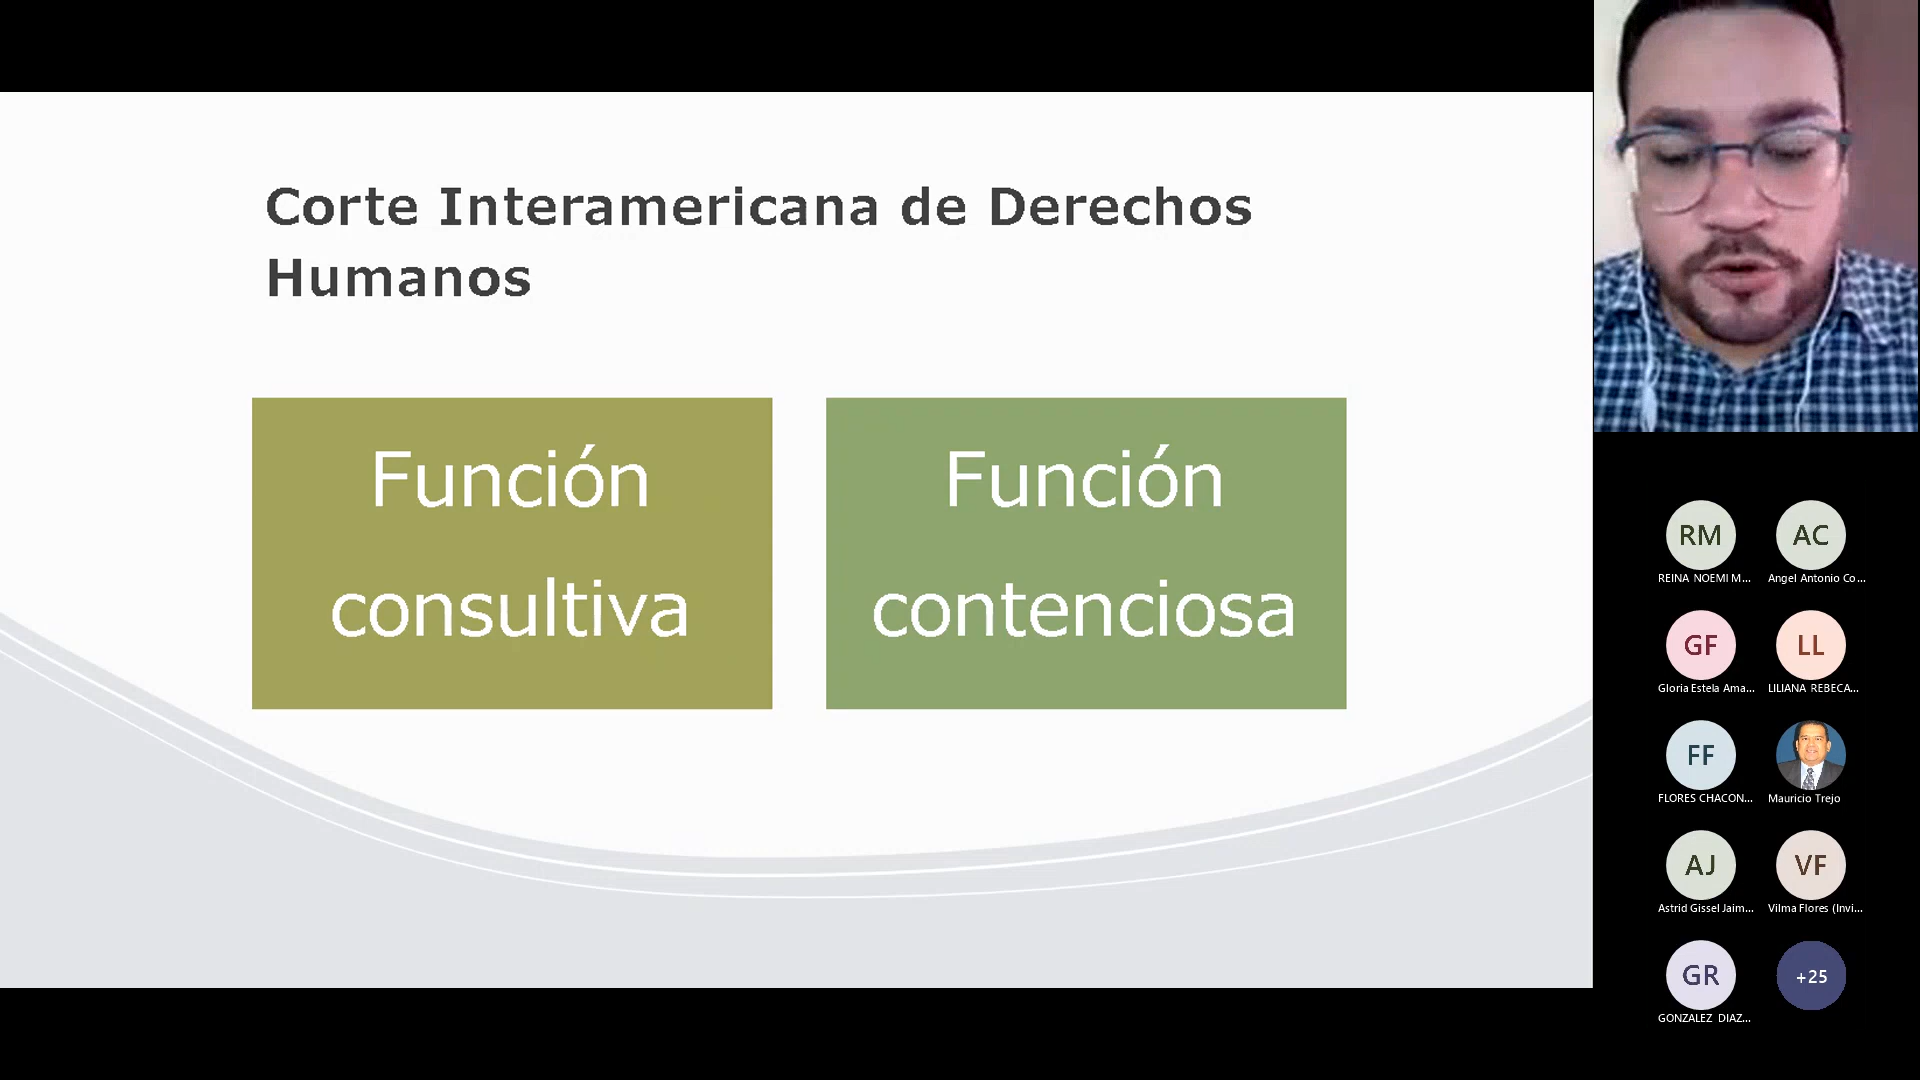 Corte Interamericana de Derechos
Humanos
Función
consultiva
Función
contenciosa
RM
REINA NOEMI M...
AC
Angel Antonio Co...
GF
Gloria Estela Ama...
LL
LILIANA REBECA...
FF
FLORES CHACON...
Mauricio Trejo
AJ
Astrid Gissel Jaim...
VF
Vilma Flores (Invi...
GR
GONZALEZ DIAZ...
+25